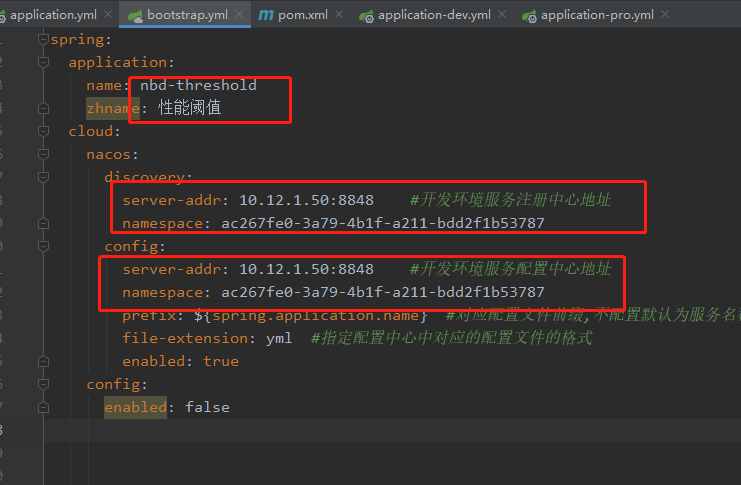 application.yml
bootstrap.yml
pom.xml
application-dev.yml
application-pro.yml
spring:
application:
name: nbd-threshold
zhname: 性能阈值
cloud:
nacos:
discovery:
server-addr: 10.12.1.50:8848 #开发环境服务注册中心地址
namespace: ac267fe0-3a79-4b1f-a211-bdd2f1b53787
config:
server-addr: 10.12.1.50:8848 #开发环境服务配置中心地址
namespace: ac267fe0-3a79-4b1f-a211-bdd2f1b53787
prefix: ${spring.application.name} #对应配置文件前缀,不配置默认为服务名
file-extension: yml #指定配置中心中对应的配置文件的格式
enabled: true
config:
enabled: false